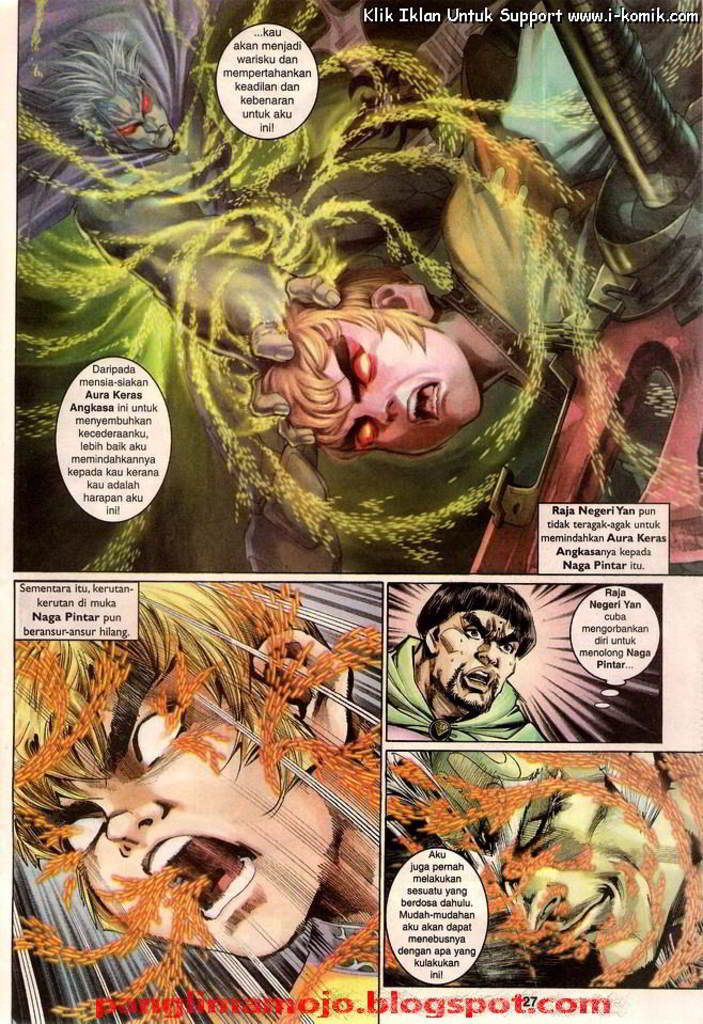 Klik Iklan Untuk Support www.i-komik.com
...kau
akan menjadi
warisku dan
mempertahankan
keadilan dan
kebenaran
untuk aku
ini!
Daripada
mensia-siakan
Aura Keras
Angkasa ini untuk
menyembuhkan
kecederaanku,
lebih baik aku
memindahkannya
kepada kau kerana
kau adalah
harapan aku
ini!
Raja Negeri Yan pun
tidak teragak-agak untuk
memindahkan Aura Keras
Angkasanya kepada
Naga Pintar itu.
Sementara itu, kerutan-
kerutan di muka
Naga Pintar pun
beransur-ansur hilang.
Raja
Negeri Yan
cuba
mengorbankan
diri untuk
menolong Naga
Pintar...
Aku
juga pernah
melakukan
sesuatu yang
berdosa dahulu.
Mudah-mudahan
aku akan dapat
menebusnya
dengan apa yang
kulakukan
ini!
27
panglimamojo.blogspot.com